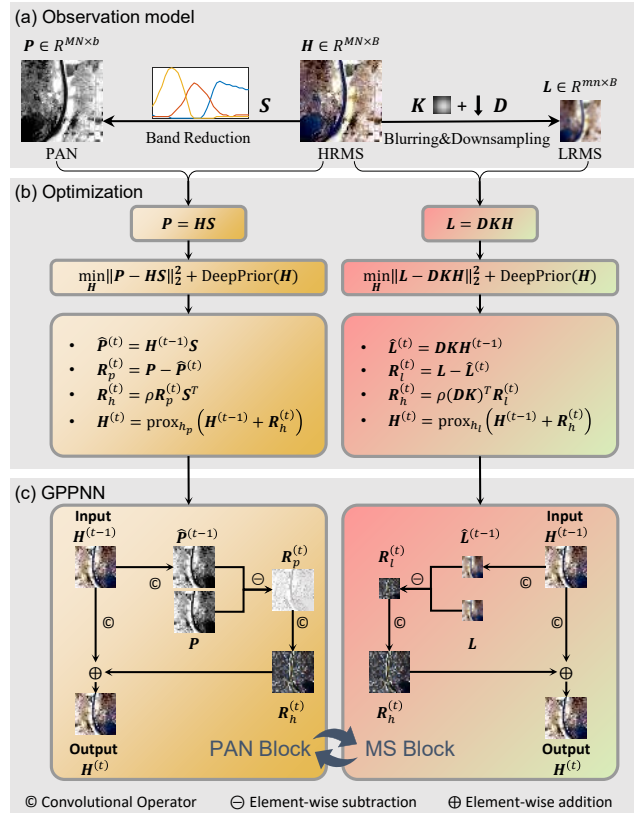 (a) Observation model
P ∈ R^{MN×b}
H ∈ R^{MN×B}
L ∈ R^{mn×B}
S
K + ↓ D
Band Reduction
Blurring&Downsampling
PAN
HRMS
LRMS
(b) Optimization
P = HS
L = DKH
min_H ‖P − HS‖₂² + DeepPrior(H)
min_H ‖L − DKH‖₂² + DeepPrior(H)
• P̂^{(t)} = H^{(t−1)}S
• R_p^{(t)} = P − P̂^{(t)}
• R_h^{(t)} = ρR_p^{(t)}S^T
• H^{(t)} = prox_{h_p}(H^{(t−1)} + R_h^{(t)})
• L̂^{(t)} = DKH^{(t−1)}
• R_l^{(t)} = L − L̂^{(t)}
• R_h^{(t)} = ρ(DK)^T R_l^{(t)}
• H^{(t)} = prox_{h_l}(H^{(t−1)} + R_h^{(t)})
(c) GPPNN
Input
H^{(t−1)}
P̂^{(t−1)}
R_p^{(t)}
⊖
©
©
©
P
⊕
R_h^{(t)}
Output
H^{(t)}
PAN Block
Input
H^{(t−1)}
L̂^{(t−1)}
R_l^{(t)}
⊖
©
©
©
L
⊕
R_h^{(t)}
Output
H^{(t)}
MS Block
© Convolutional Operator ⊖ Element-wise subtraction ⊕ Element-wise addition